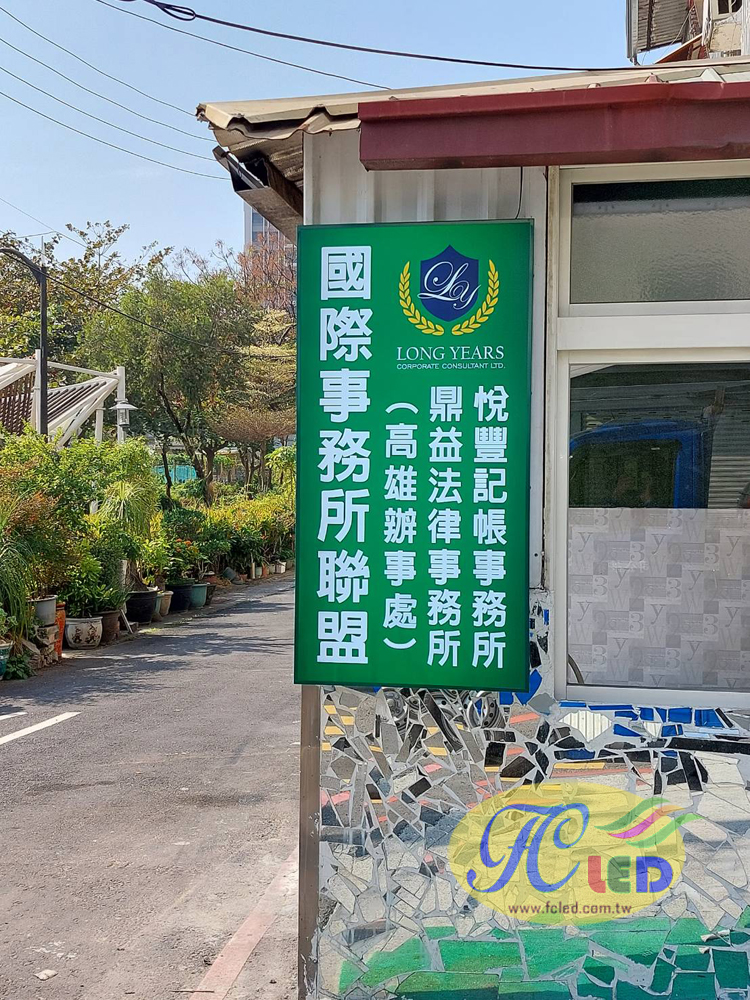 LY
LONG YEARS
CORPORATE CONSULTANT LTD.
悅豐記帳事務所
鼎益法律事務所
（高雄辦事處）
國際事務所聯盟
FC LED
www.fcled.com.tw